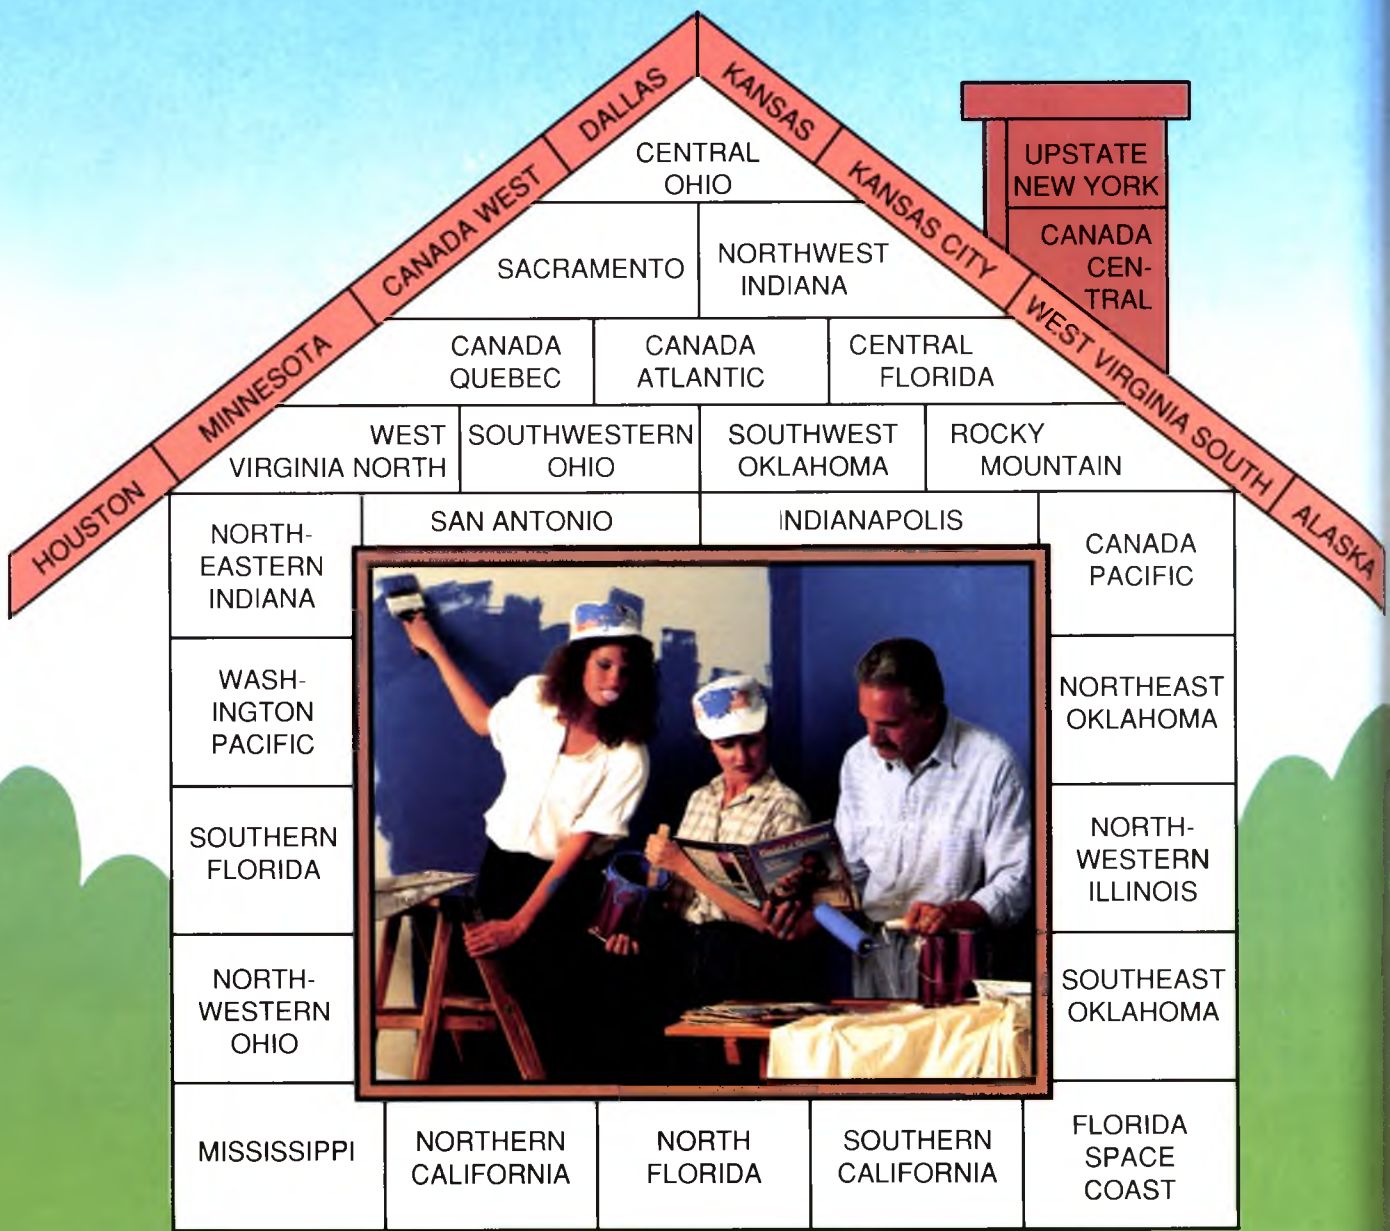 HOUSTON
MINNESOTA
CANADA WEST
DALLAS
KANSAS
KANSAS CITY
WEST VIRGINIA SOUTH
ALASKA
UPSTATE
NEW YORK
CANADA
CEN-
TRAL
CENTRAL
OHIO
SACRAMENTO
NORTHWEST
INDIANA
CANADA
QUEBEC
CANADA
ATLANTIC
CENTRAL
FLORIDA
WEST
VIRGINIA NORTH
SOUTHWESTERN
OHIO
SOUTHWEST
OKLAHOMA
ROCKY
MOUNTAIN
NORTH-
EASTERN
INDIANA
SAN ANTONIO
INDIANAPOLIS
CANADA
PACIFIC
WASH-
INGTON
PACIFIC
NORTHEAST
OKLAHOMA
SOUTHERN
FLORIDA
NORTH-
WESTERN
ILLINOIS
NORTH-
WESTERN
OHIO
SOUTHEAST
OKLAHOMA
MISSISSIPPI
NORTHERN
CALIFORNIA
NORTH
FLORIDA
SOUTHERN
CALIFORNIA
FLORIDA
SPACE
COAST